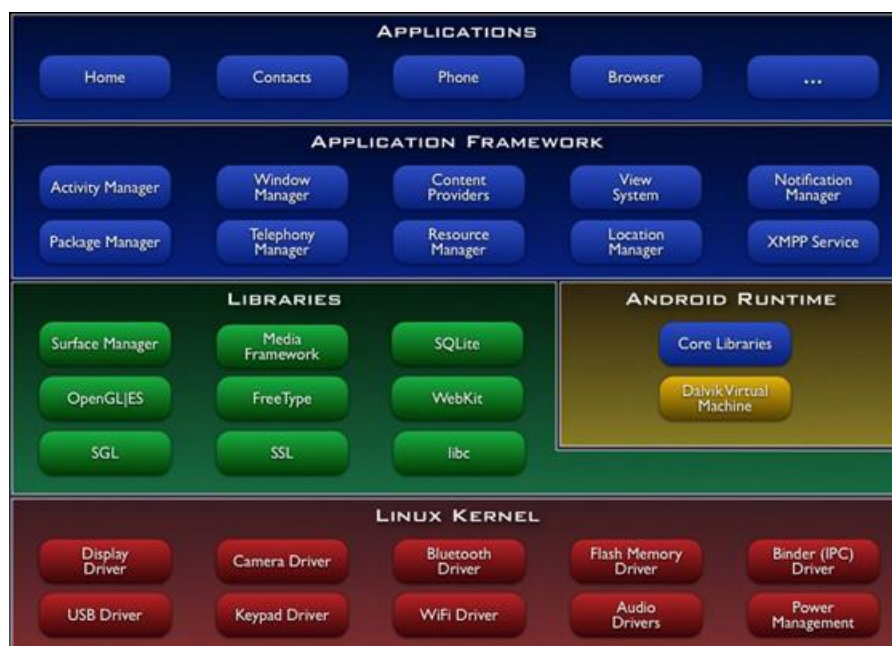 APPLICATIONS
Home
Contacts
Phone
Browser
...
APPLICATION FRAMEWORK
Activity Manager
Window
Manager
Content
Providers
View
System
Notification
Manager
Package Manager
Telephony
Manager
Resource
Manager
Location
Manager
XMPP Service
LIBRARIES
Surface Manager
Media
Framework
SQLite
OpenGL|ES
FreeType
WebKit
SGL
SSL
libc
ANDROID RUNTIME
Core Libraries
Dalvik Virtual
Machine
LINUX KERNEL
Display
Driver
Camera Driver
Bluetooth
Driver
Flash Memory
Driver
Binder (IPC)
Driver
USB Driver
Keypad Driver
WiFi Driver
Audio
Drivers
Power
Management